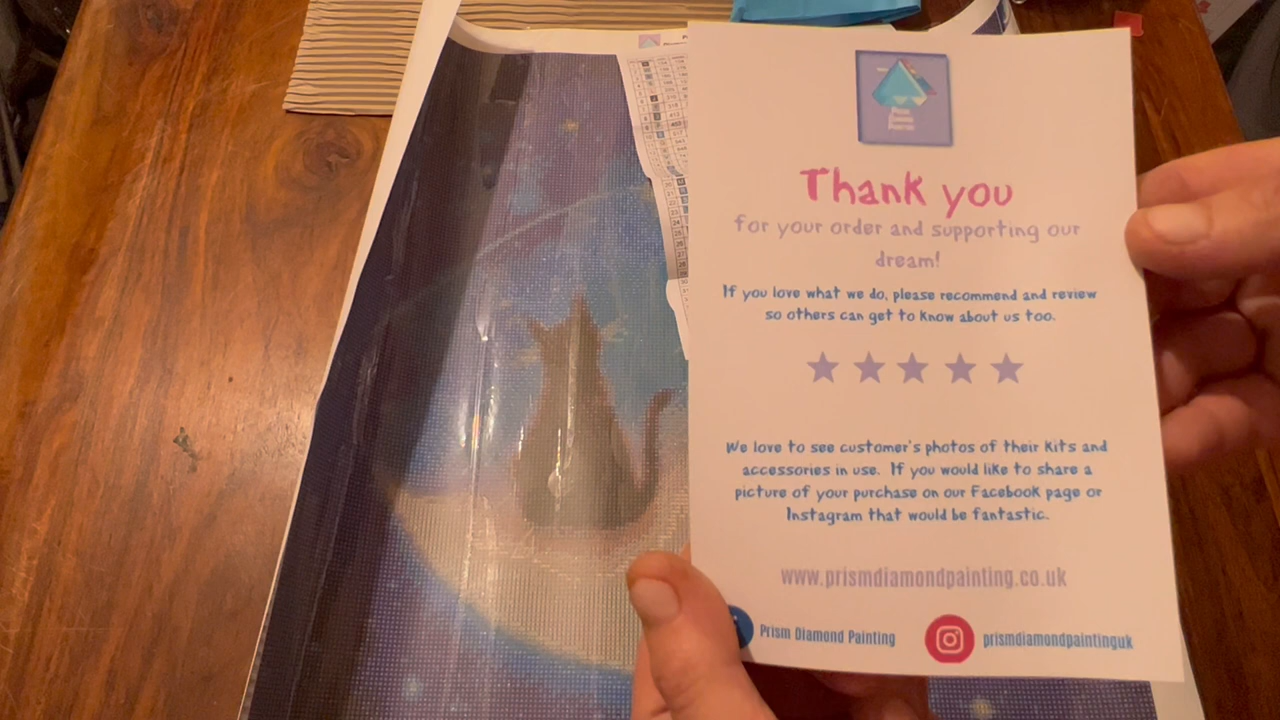 Prism
Diamond
Painting
Thank you
for your order and supporting our
dream!
If you love what we do, please recommend and review
so others can get to know about us too.
We love to see customer's photos of their kits and
accessories in use. If you would like to share a
picture of your purchase on our Facebook page or
Instagram that would be fantastic.
www.prismdiamondpainting.co.uk
Prism Diamond Painting
prismdiamondpaintinguk